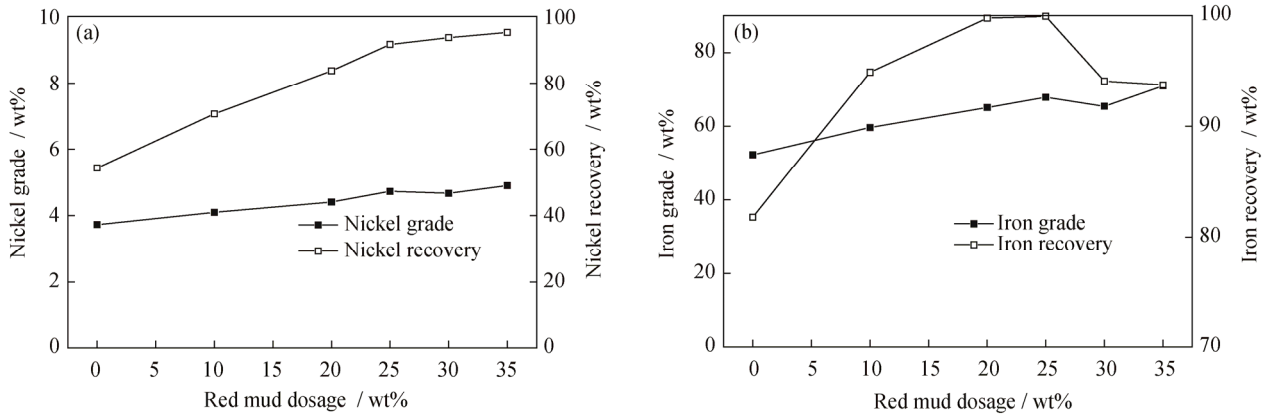 (a)
10
8
6
4
2
0
Nickel grade / wt%
100
80
60
40
20
0
Nickel recovery / wt%
Nickel grade
Nickel recovery
0 5 10 15 20 25 30 35
Red mud dosage / wt%
(b)
80
60
40
20
0
Iron grade / wt%
100
90
80
70
Iron recovery / wt%
Iron grade
Iron recovery
0 5 10 15 20 25 30 35
Red mud dosage / wt%